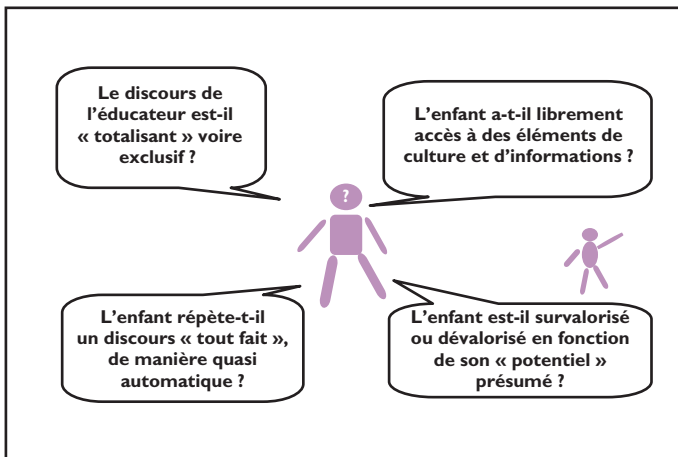 Le discours de
l’éducateur est-il
« totalisant » voire
exclusif ?
L’enfant a-t-il librement
accès à des éléments de
culture et d’informations ?
?
L’enfant répète-t-il
un discours « tout fait »,
de manière quasi
automatique ?
L’enfant est-il survalorisé
ou dévalorisé en fonction
de son « potentiel »
présumé ?